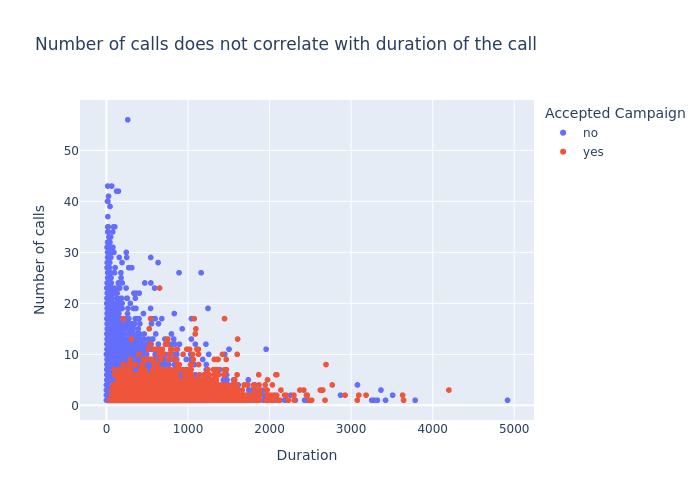 Number of calls does not correlate with duration of the call
Accepted Campaign
no
yes
Number of calls
50
40
30
20
10
0
0 1000 2000 3000 4000 5000
Duration